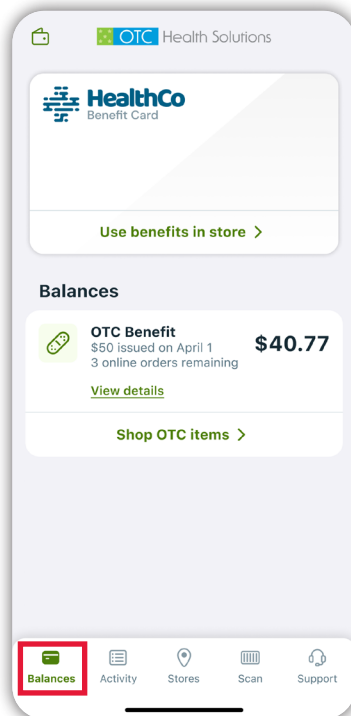 OTC Health Solutions
HealthCo
Benefit Card
Use benefits in store >
Balances
OTC Benefit
$50 issued on April 1
3 online orders remaining
$40.77
View details
Shop OTC items >
Balances Activity Stores Scan Support